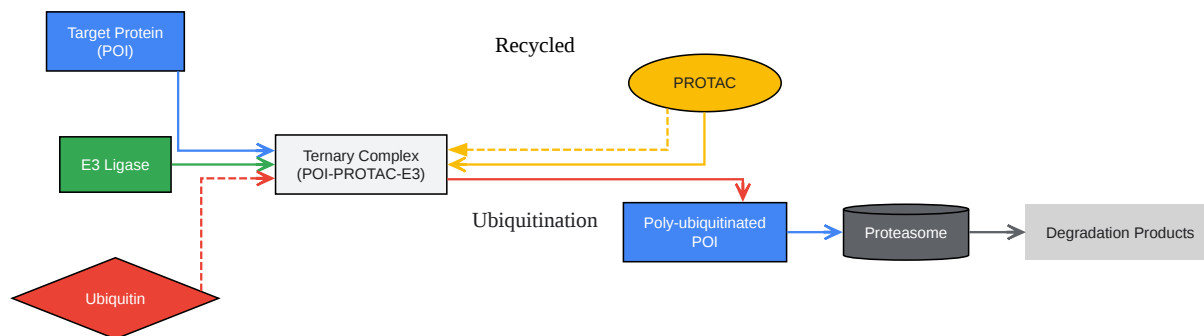 Target Protein
(POI)
Recycled
PROTAC
E3 Ligase
Ternary Complex
(POI-PROTAC-E3)
Ubiquitination
Poly-ubiquitinated
POI
Proteasome
Degradation Products
Ubiquitin